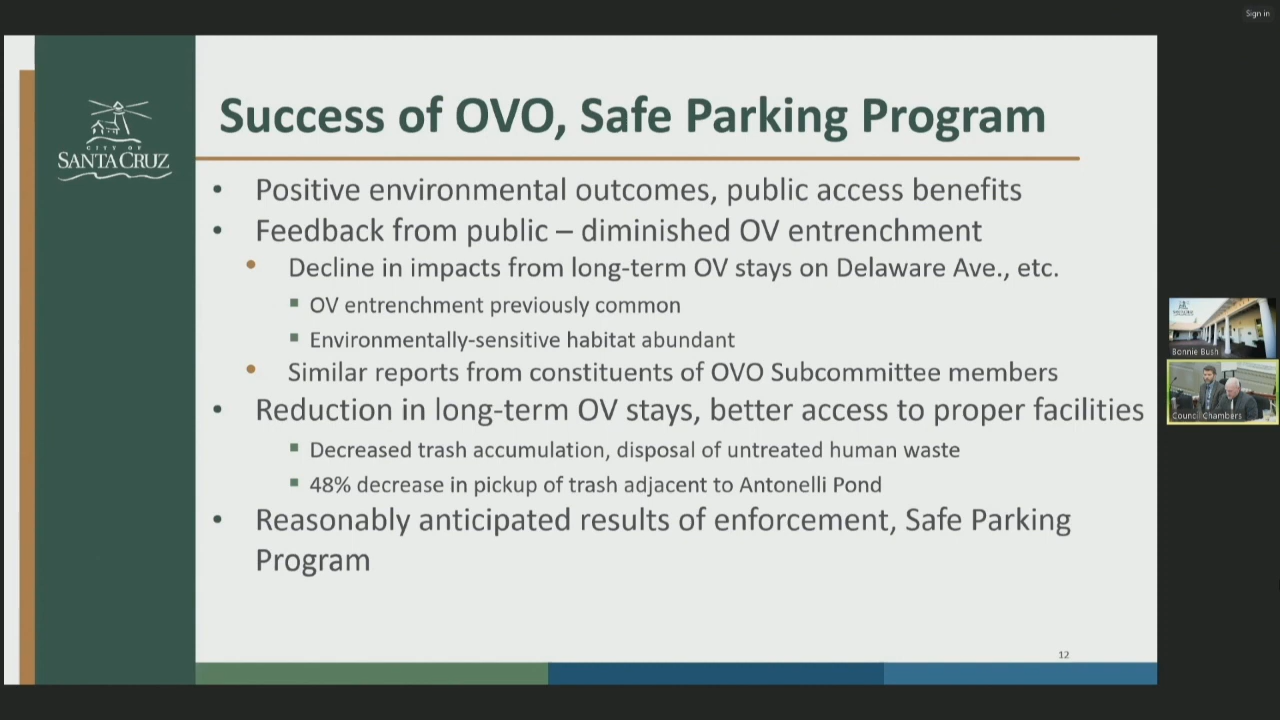 Sign in
CITY OF
SANTA CRUZ
Success of OVO, Safe Parking Program
• Positive environmental outcomes, public access benefits
• Feedback from public – diminished OV entrenchment
• Decline in impacts from long-term OV stays on Delaware Ave., etc.
▪ OV entrenchment previously common
▪ Environmentally-sensitive habitat abundant
• Similar reports from constituents of OVO Subcommittee members
• Reduction in long-term OV stays, better access to proper facilities
▪ Decreased trash accumulation, disposal of untreated human waste
▪ 48% decrease in pickup of trash adjacent to Antonelli Pond
• Reasonably anticipated results of enforcement, Safe Parking
Program
12
Bonnie Bush
Council Chambers